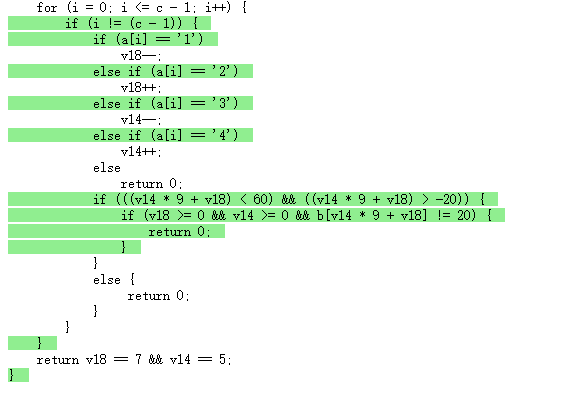 for (i = 0; i <= c - 1; i++) {
if (i != (c - 1)) {
if (a[i] == '1')
v18--;
else if (a[i] == '2')
v18++;
else if (a[i] == '3')
v14--;
else if (a[i] == '4')
v14++;
else
return 0;
if (((v14 * 9 + v18) < 60) && ((v14 * 9 + v18) > -20)) {
if (v18 >= 0 && v14 >= 0 && b[v14 * 9 + v18] != 20) {
return 0;
}
}
else {
return 0;
}
}
}
return v18 == 7 && v14 == 5;
}